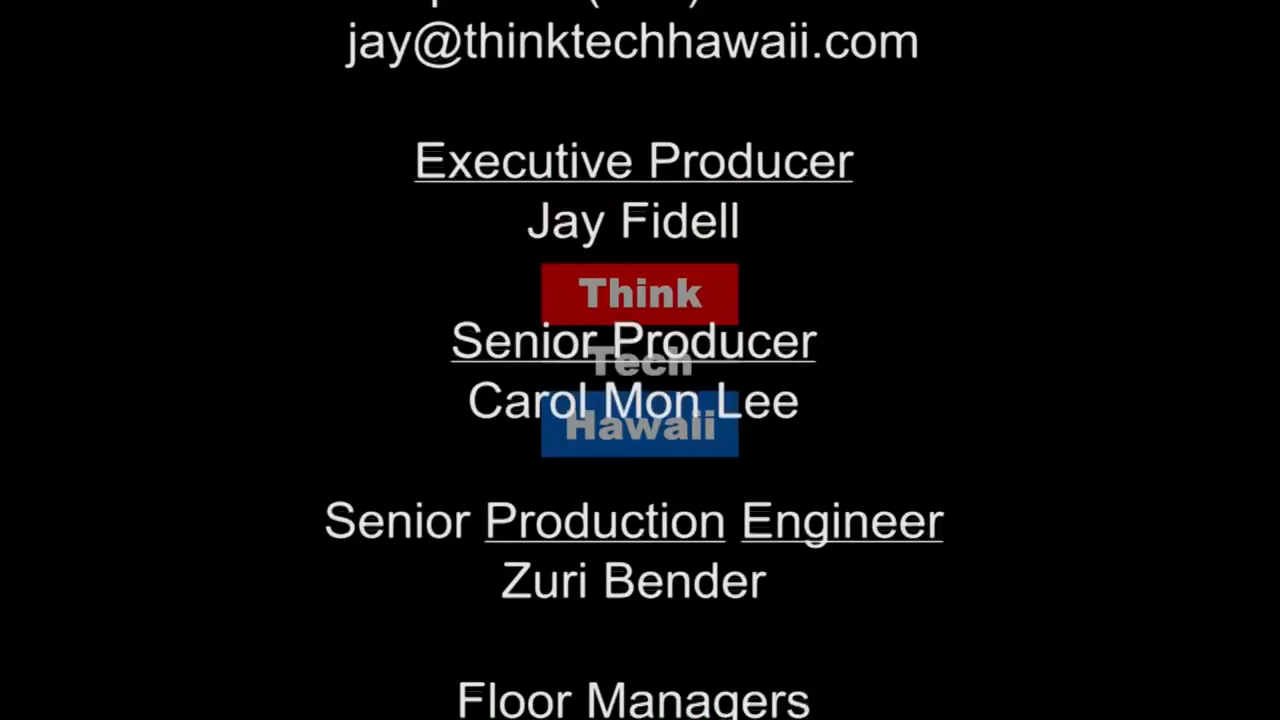 jay@thinktechhawaii.com
Executive Producer
Jay Fidell
Think
Senior Producer
Tech
Carol Mon Lee
Hawaii
Senior Production Engineer
Zuri Bender
Floor Managers